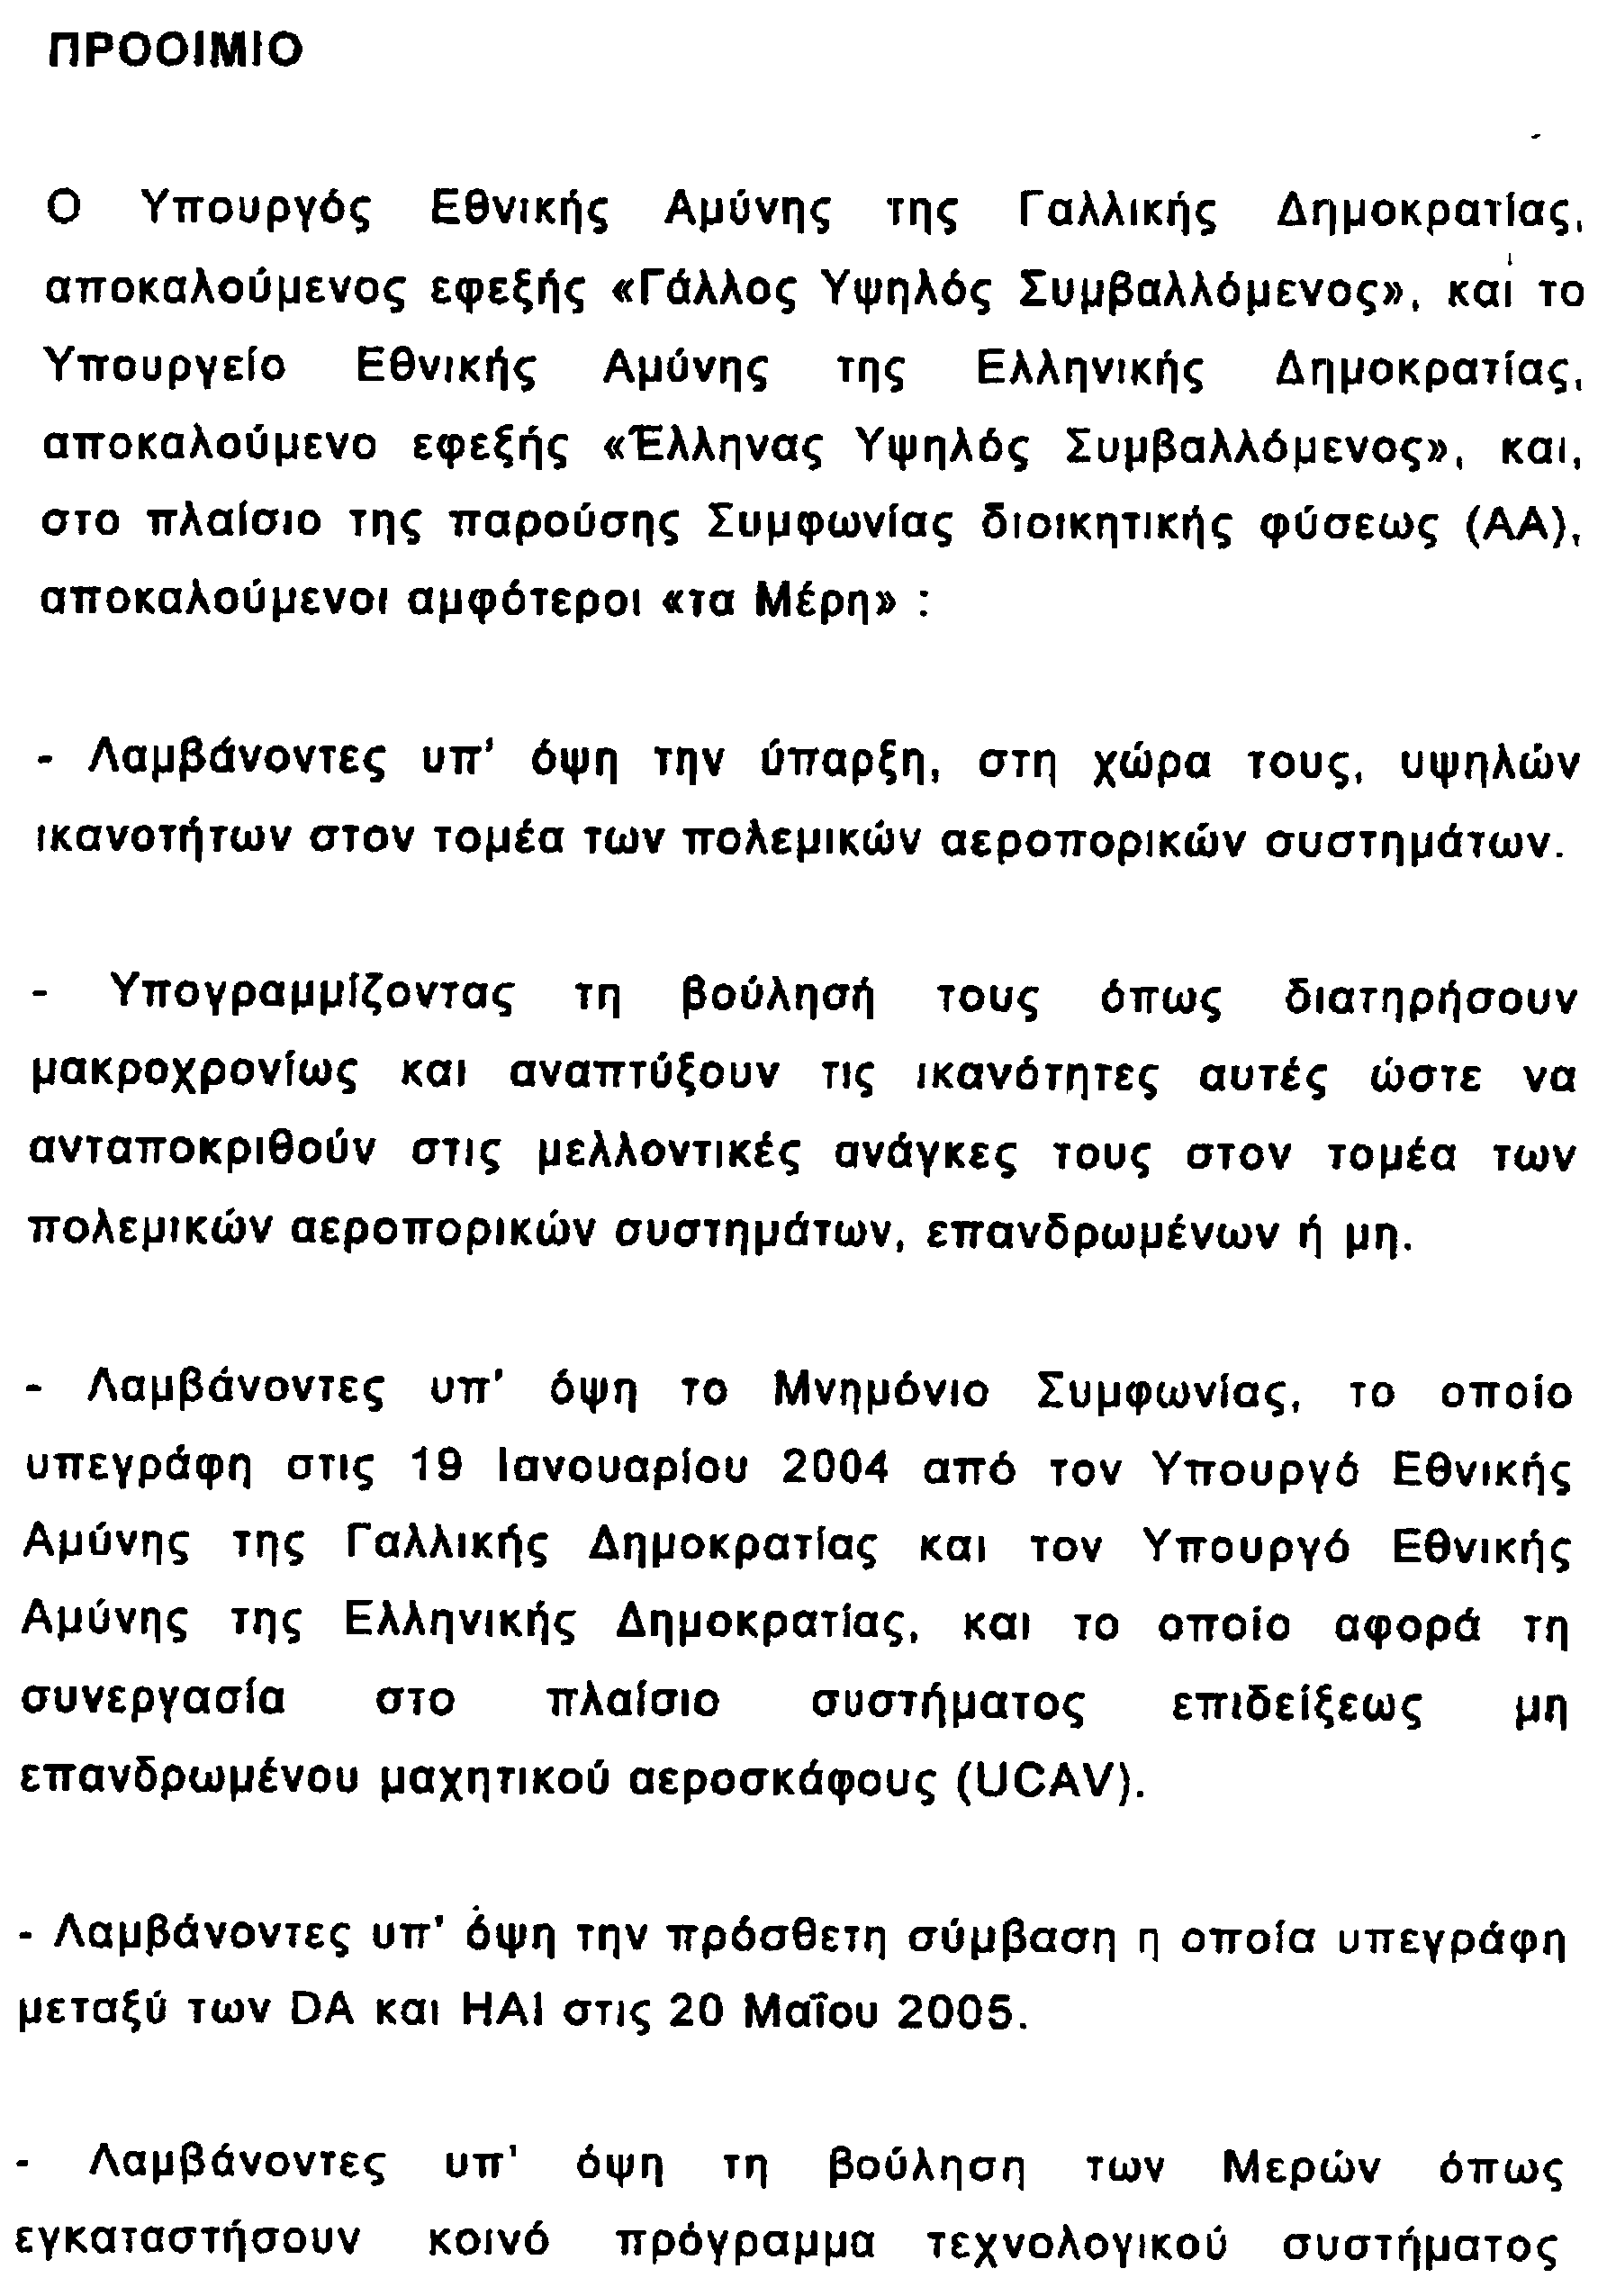 ΠΡΟΟΙΜΙΟ
Ο Υπουργός Εθνικής Αμύνης της Γαλλικής Δημοκρατίας,
αποκαλούμενος εφεξής «Γάλλος Υψηλός Συμβαλλόμενος», και το
Υπουργείο Εθνικής Αμύνης της Ελληνικής Δημοκρατίας,
αποκαλούμενο εφεξής «Έλληνας Υψηλός Συμβαλλόμενος», και,
στο πλαίσιο της παρούσης Συμφωνίας διοικητικής φύσεως (ΑΑ),
αποκαλούμενοι αμφότεροι «τα Μέρη» :
- Λαμβάνοντες υπ' όψη την ύπαρξη, στη χώρα τους, υψηλών
ικανοτήτων στον τομέα των πολεμικών αεροπορικών συστημάτων.
- Υπογραμμίζοντας τη βούλησή τους όπως διατηρήσουν
μακροχρονίως και αναπτύξουν τις ικανότητες αυτές ώστε να
ανταποκριθούν στις μελλοντικές ανάγκες τους στον τομέα των
πολεμικών αεροπορικών συστημάτων, επανδρωμένων ή μη.
- Λαμβάνοντες υπ' όψη το Μνημόνιο Συμφωνίας, το οποίο
υπεγράφη στις 19 Ιανουαρίου 2004 από τον Υπουργό Εθνικής
Αμύνης της Γαλλικής Δημοκρατίας και τον Υπουργό Εθνικής
Αμύνης της Ελληνικής Δημοκρατίας, και το οποίο αφορά τη
συνεργασία στο πλαίσιο συστήματος επιδείξεως μη
επανδρωμένου μαχητικού αεροσκάφους (UCAV).
- Λαμβάνοντες υπ' όψη την πρόσθετη σύμβαση η οποία υπεγράφη
μεταξύ των DA και HAI στις 20 Μαΐου 2005.
- Λαμβάνοντες υπ' όψη τη βούληση των Μερών όπως
εγκαταστήσουν κοινό πρόγραμμα τεχνολογικού συστήματος